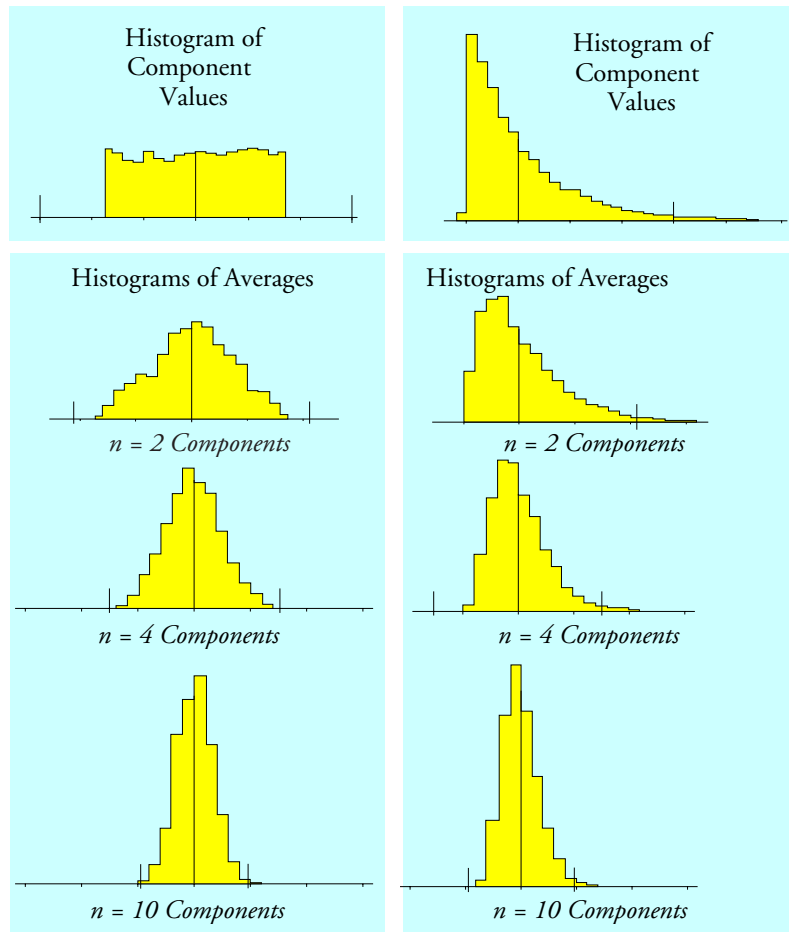 Histogram of
Component
Values
Histogram of
Component
Values
Histograms of Averages
n = 2 Components
n = 4 Components
n = 10 Components
Histograms of Averages
n = 2 Components
n = 4 Components
n = 10 Components